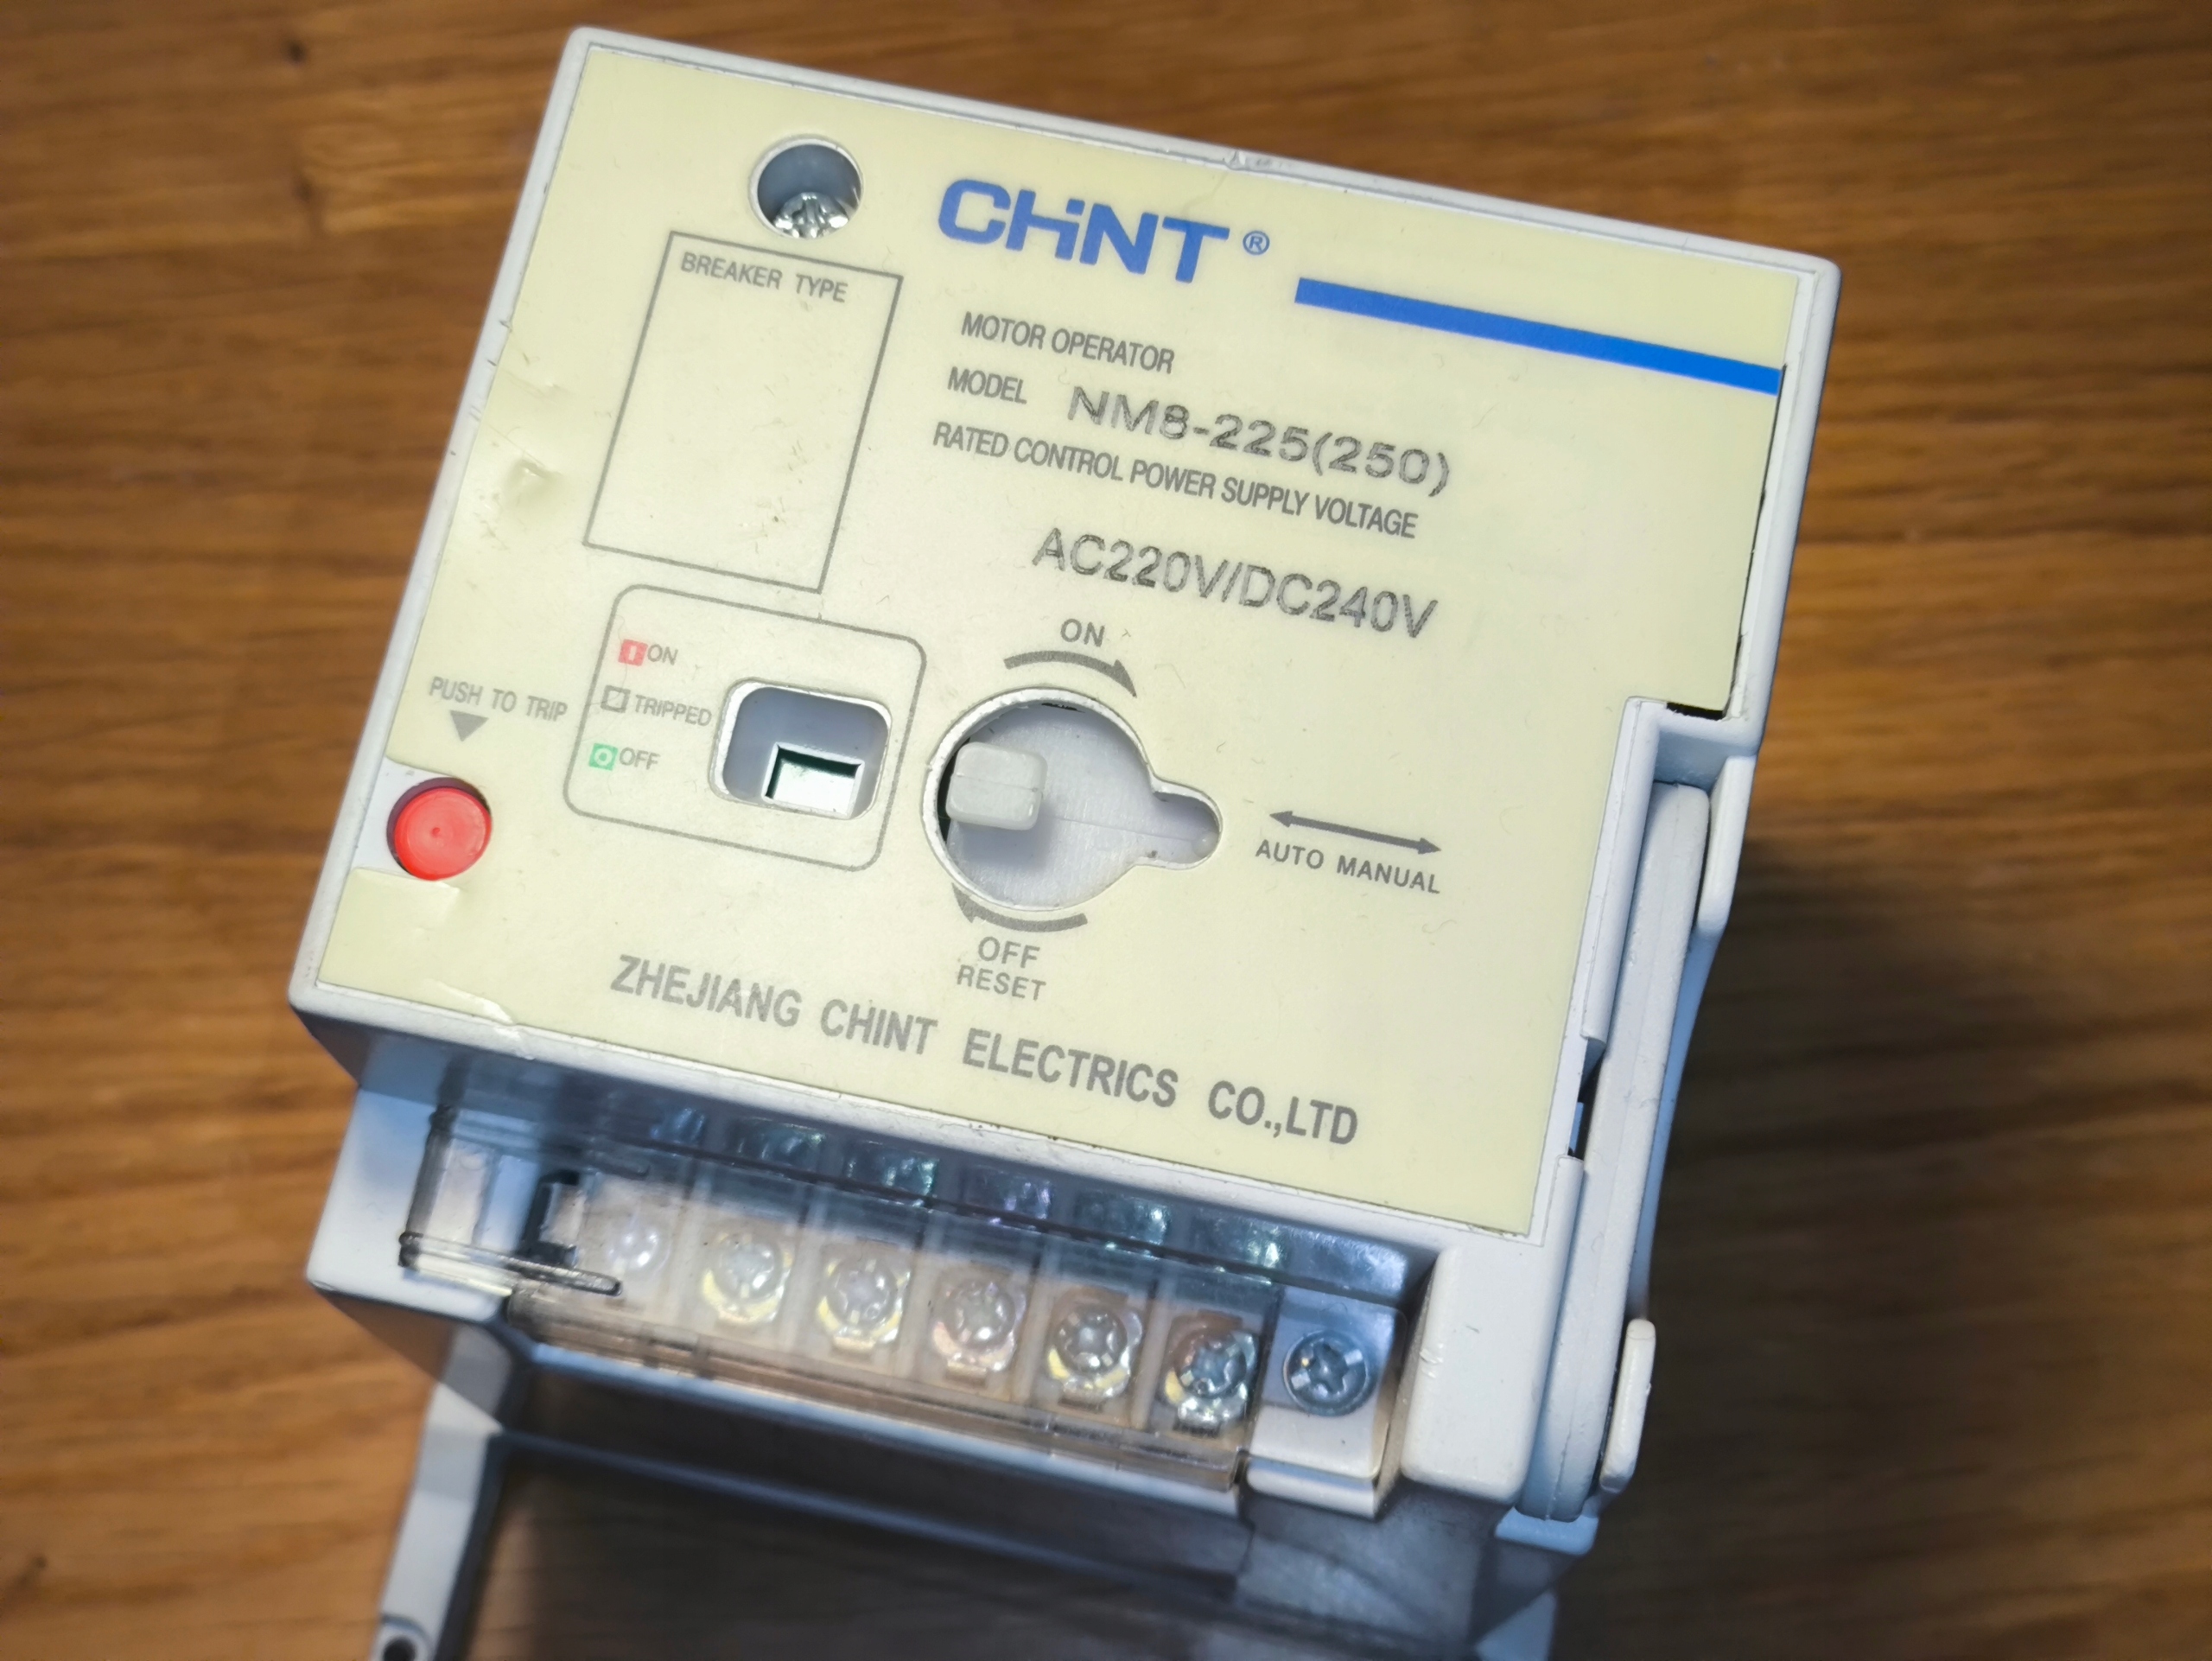 CHiNT®
BREAKER TYPE
MOTOR OPERATOR
MODEL NM8-225(250)
RATED CONTROL POWER SUPPLY VOLTAGE
AC220V/DC240V
ON
I ON
TRIPPED
O OFF
PUSH TO TRIP
AUTO MANUAL
OFF
RESET
ZHEJIANG CHINT ELECTRICS CO.,LTD